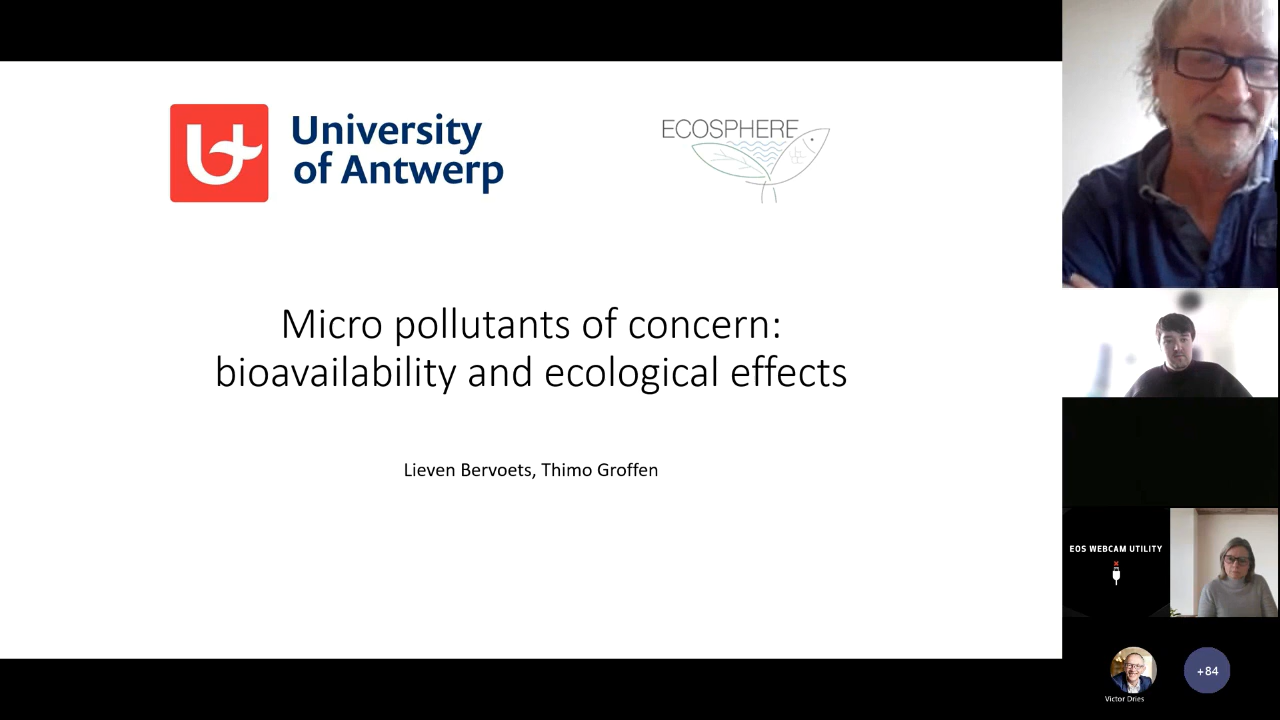 University
of Antwerp
ECOSPHERE
Micro pollutants of concern:
bioavailability and ecological effects
Lieven Bervoets, Thimo Groffen
EOS WEBCAM UTILITY
Victor Dries
+84